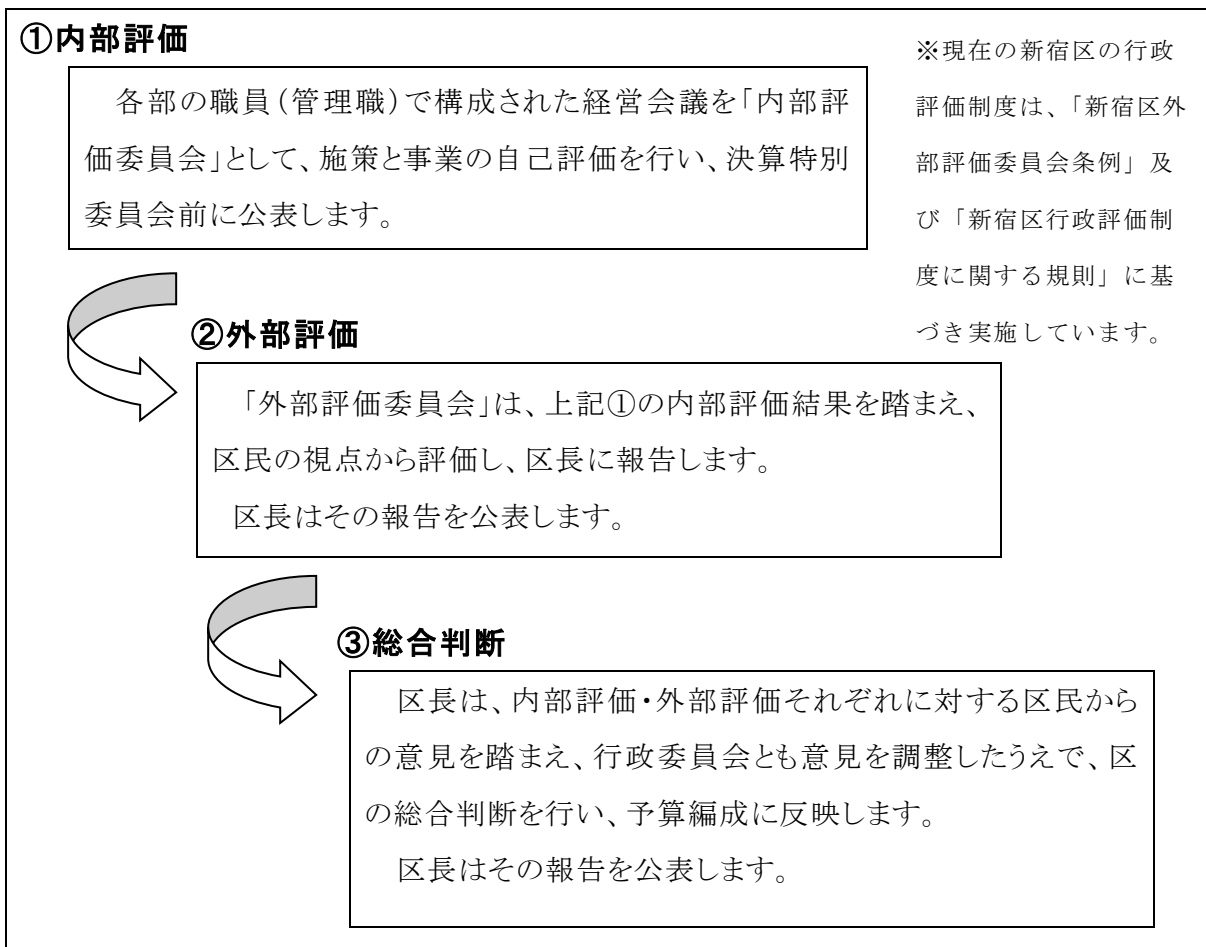 ①内部評価
各部の職員(管理職)で構成された経営会議を「内部評
価委員会」として、施策と事業の自己評価を行い、決算特別
委員会前に公表します。
※現在の新宿区の行政
評価制度は、「新宿区外
部評価委員会条例」及
び「新宿区行政評価制
度に関する規則」に基
づき実施しています。
②外部評価
「外部評価委員会」は、上記①の内部評価結果を踏まえ、
区民の視点から評価し、区長に報告します。
区長はその報告を公表します。
③総合判断
区長は、内部評価・外部評価それぞれに対する区民から
の意見を踏まえ、行政委員会とも意見を調整したうえで、区
の総合判断を行い、予算編成に反映します。
区長はその報告を公表します。